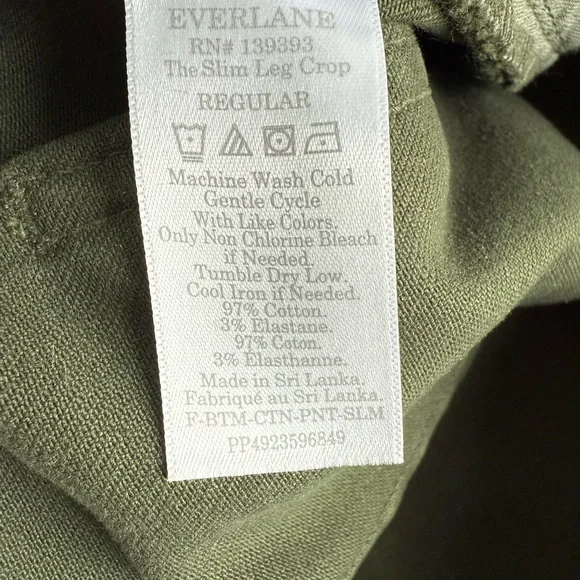 EVERLANE
RN# 139393
The Slim Leg Crop
REGULAR
Machine Wash Cold
Gentle Cycle
With Like Colors.
Only Non Chlorine Bleach
if Needed.
Tumble Dry Low.
Cool Iron if Needed.
97% Cotton.
3% Elastane.
97% Coton.
3% Elasthanne.
Made in Sri Lanka.
Fabriqué au Sri Lanka.
F-BTM-CTN-PNT-SLM
PP4923596849